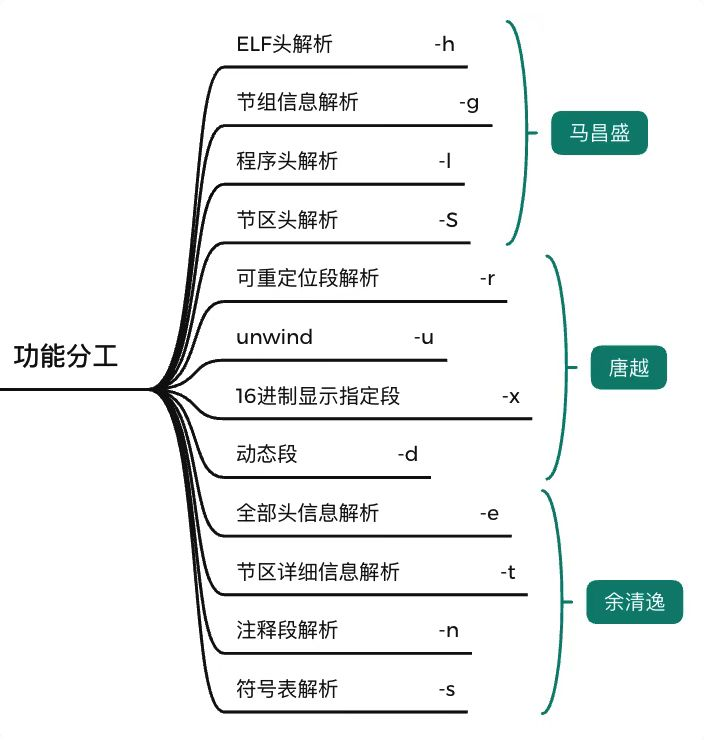 功能分工
ELF头解析 -h
节组信息解析 -g
程序头解析 -l
节区头解析 -S
马昌盛
可重定位段解析 -r
unwind -u
16进制显示指定段 -x
动态段 -d
唐越
全部头信息解析 -e
节区详细信息解析 -t
注释段解析 -n
符号表解析 -s
余清逸